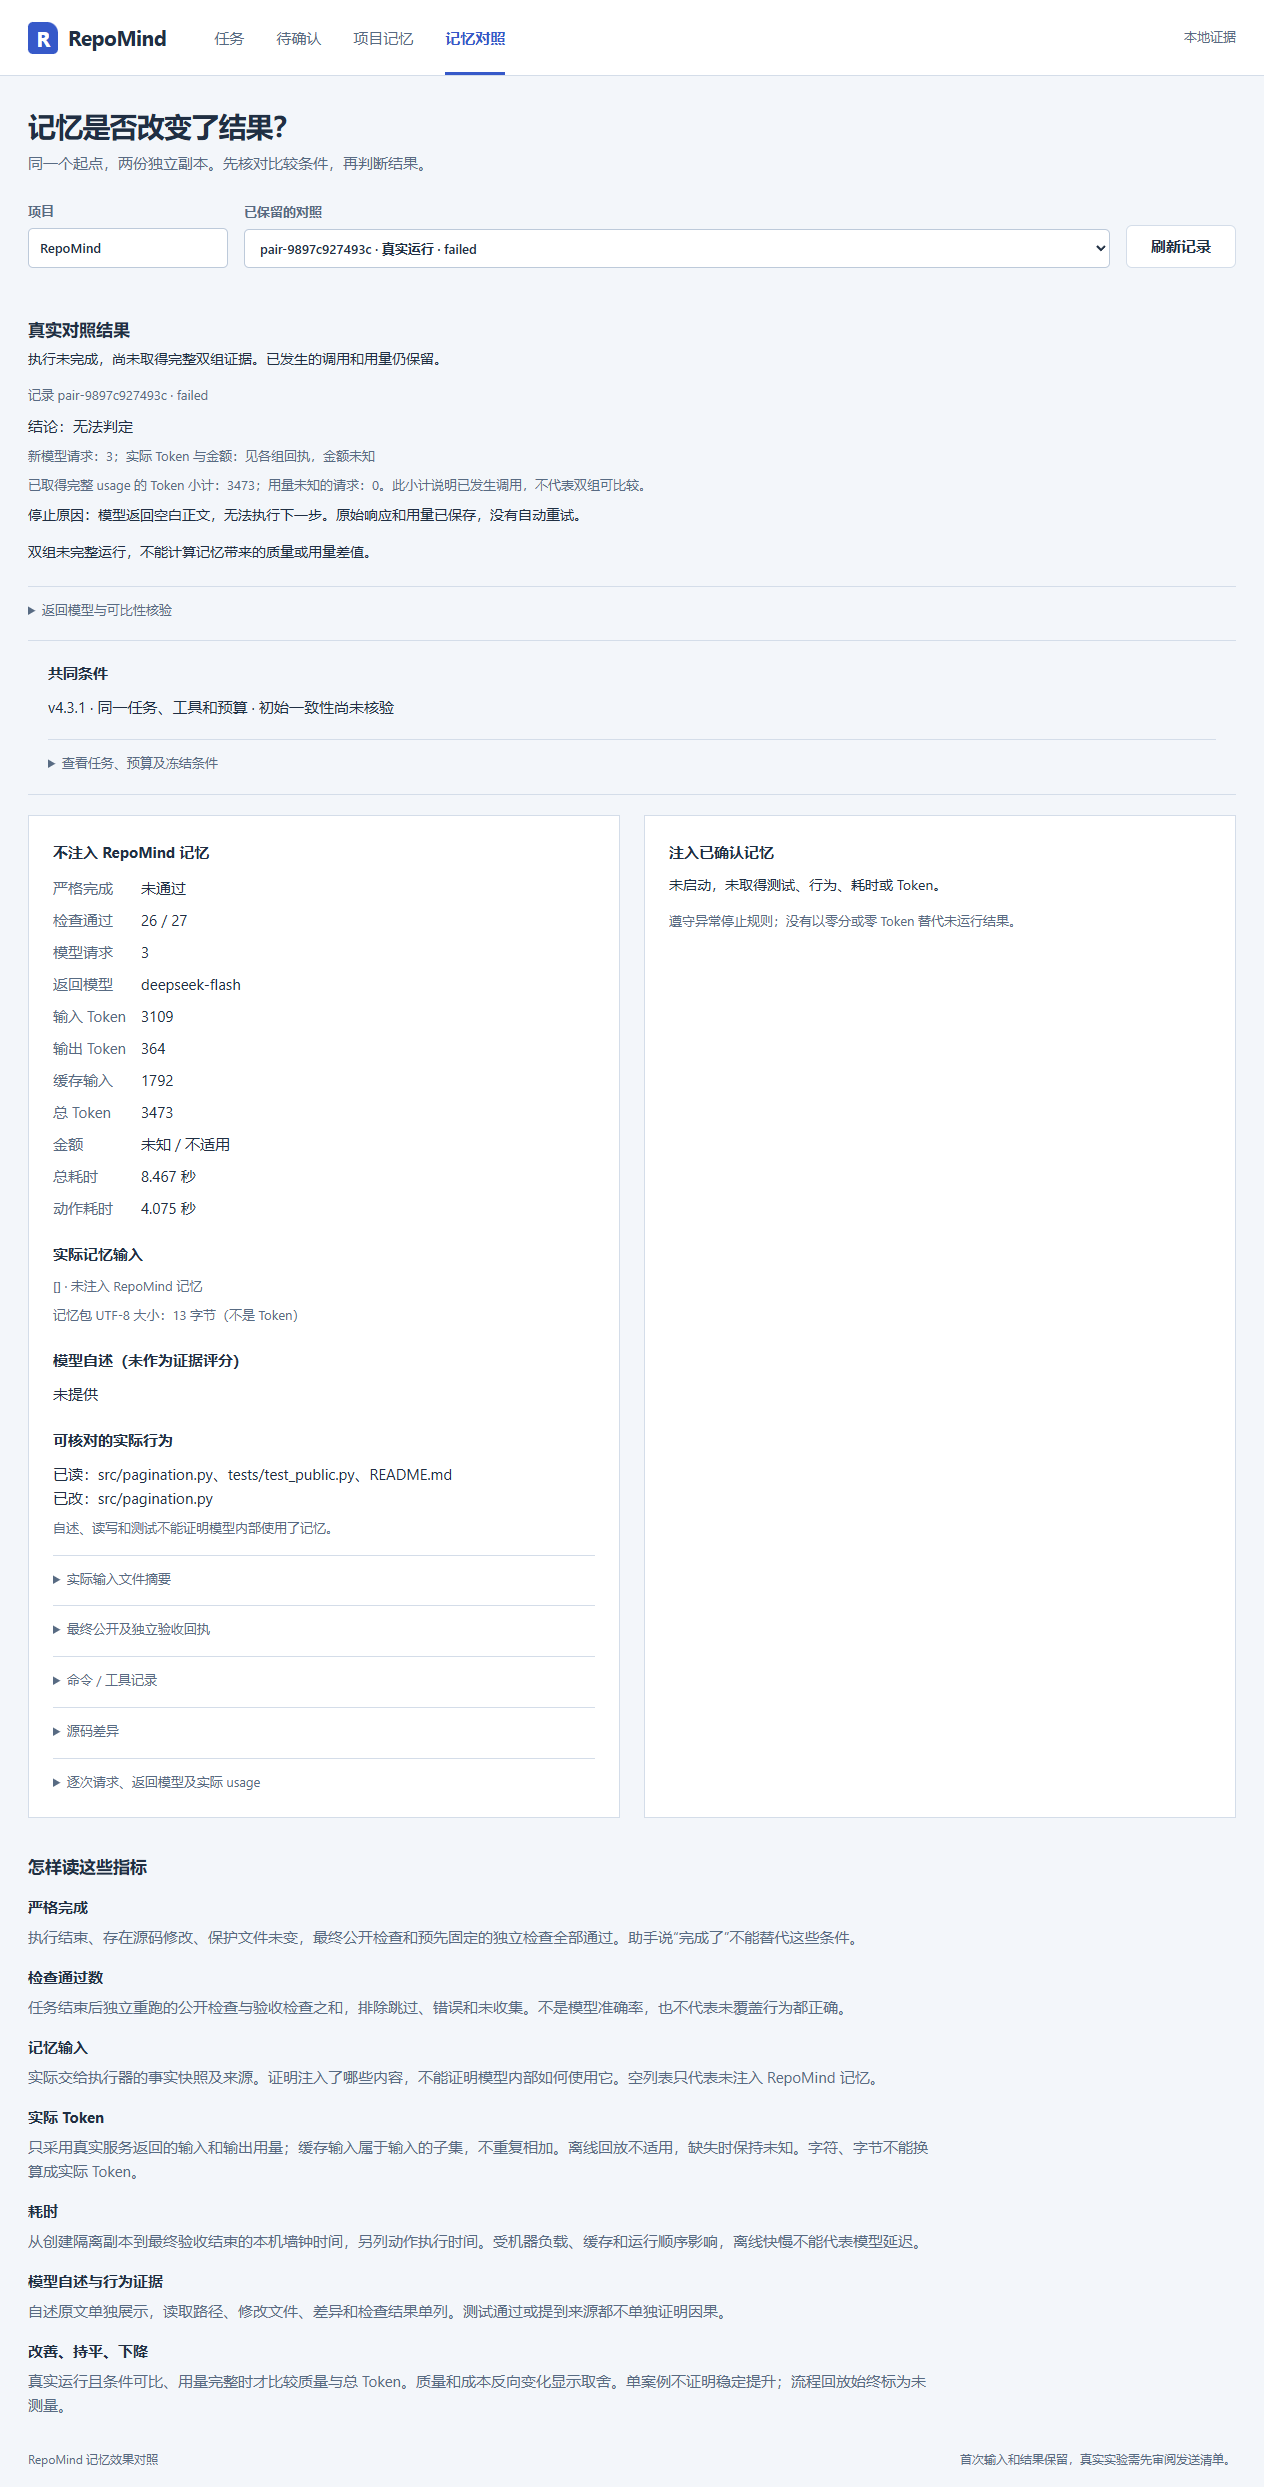 R RepoMind 任务 待确认 项目记忆 记忆对照 本地证据
记忆是否改变了结果？
同一个起点，两份独立副本。先核对比较条件，再判断结果。
项目 已保留的对照
RepoMind pair-9897c927493c · 真实运行 · failed 刷新记录
真实对照结果
执行未完成，尚未取得完整双组证据。已发生的调用和用量仍保留。
记录 pair-9897c927493c · failed
结论：无法判定
新模型请求：3；实际 Token 与金额：见各组回执，金额未知
已取得完整 usage 的 Token 小计：3473；用量未知的请求：0。此小计说明已发生调用，不代表双组可比较。
停止原因：模型返回空白正文，无法执行下一步。原始响应和用量已保存，没有自动重试。
双组未完整运行，不能计算记忆带来的质量或用量差值。
▶ 返回模型与可比性核验
共同条件
v4.3.1 · 同一任务、工具和预算 · 初始一致性尚未核验
▶ 查看任务、预算及冻结条件
不注入 RepoMind 记忆
严格完成 未通过
检查通过 26 / 27
模型请求 3
返回模型 deepseek-flash
输入 Token 3109
输出 Token 364
缓存输入 1792
总 Token 3473
金额 未知 / 不适用
总耗时 8.467 秒
动作耗时 4.075 秒
实际记忆输入
[] · 未注入 RepoMind 记忆
记忆包 UTF-8 大小：13 字节（不是 Token）
模型自述（未作为证据评分）
未提供
可核对的实际行为
已读：src/pagination.py、tests/test_public.py、README.md
已改：src/pagination.py
自述、读写和测试不能证明模型内部使用了记忆。
▶ 实际输入文件摘要
▶ 最终公开及独立验收回执
▶ 命令 / 工具记录
▶ 源码差异
▶ 逐次请求、返回模型及实际 usage
注入已确认记忆
未启动，未取得测试、行为、耗时或 Token。
遵守异常停止规则；没有以零分或零 Token 替代未运行结果。
怎样读这些指标
严格完成
执行结束、存在源码修改、保护文件未变，最终公开检查和预先固定的独立检查全部通过。助手说“完成了”不能替代这些条件。
检查通过数
任务结束后独立重跑的公开检查与验收检查之和，排除跳过、错误和未收集。不是模型准确率，也不代表未覆盖行为都正确。
记忆输入
实际交给执行器的事实快照及来源。证明注入了哪些内容，不能证明模型内部如何使用它。空列表只代表未注入 RepoMind 记忆。
实际 Token
只采用真实服务返回的输入和输出用量；缓存输入属于输入的子集，不重复相加。离线回放不适用，缺失时保持未知。字符、字节不能换
算成实际 Token。
耗时
从创建隔离副本到最终验收结束的本机墙钟时间，另列动作执行时间。受机器负载、缓存和运行顺序影响，离线快慢不能代表模型延迟。
模型自述与行为证据
自述原文单独展示，读取路径、修改文件、差异和检查结果单列。测试通过或提到来源都不单独证明因果。
改善、持平、下降
真实运行且条件可比、用量完整时才比较质量与总 Token。质量和成本反向变化显示取舍。单案例不证明稳定提升；流程回放始终标为未
测量。
RepoMind 记忆效果对照 首次输入和结果保留，真实实验需先审阅发送清单。